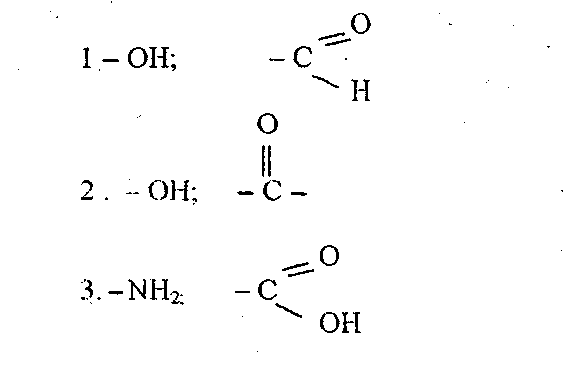 O
1 – OH; – C
H
O
2 . – OH; – C –
O
3. – NH₂; – C
OH